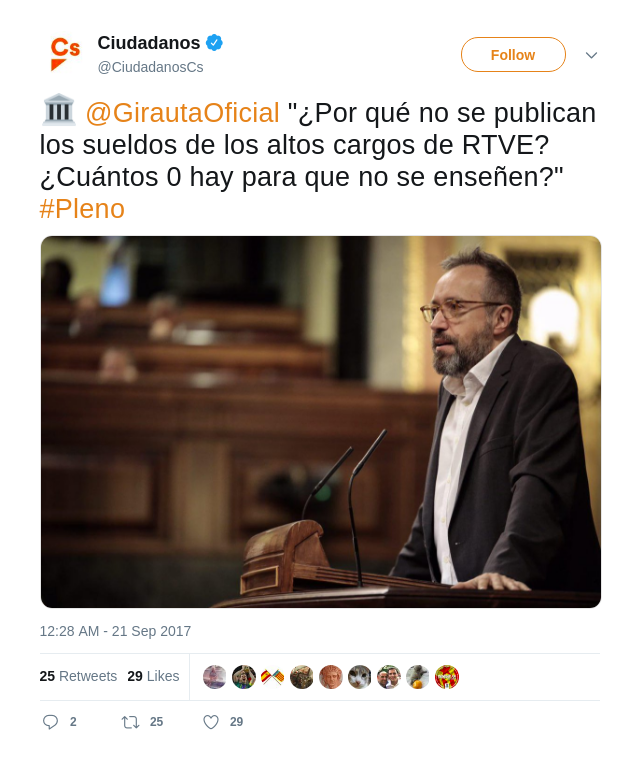 Cs
Ciudadanos
@CiudadanosCs
Follow
🏛️ @GirautaOficial "¿Por qué no se publican
los sueldos de los altos cargos de RTVE?
¿Cuántos 0 hay para que no se enseñen?"
#Pleno
12:28 AM - 21 Sep 2017
25 Retweets 29 Likes
2 25 29